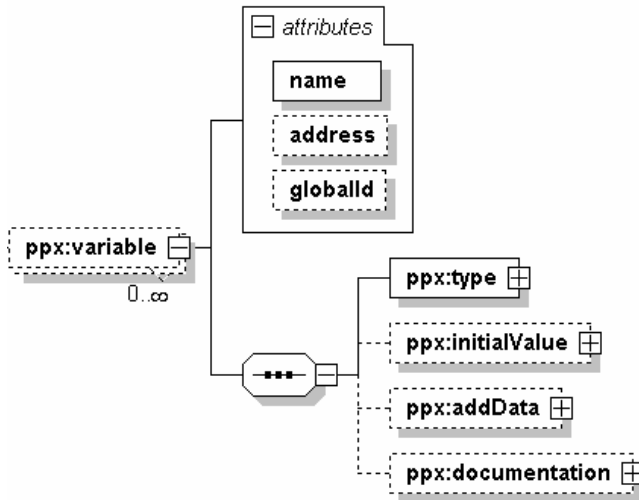 attributes
name
address
globalId
ppx:variable
0..∞
ppx:type
ppx:initialValue
ppx:addData
ppx:documentation